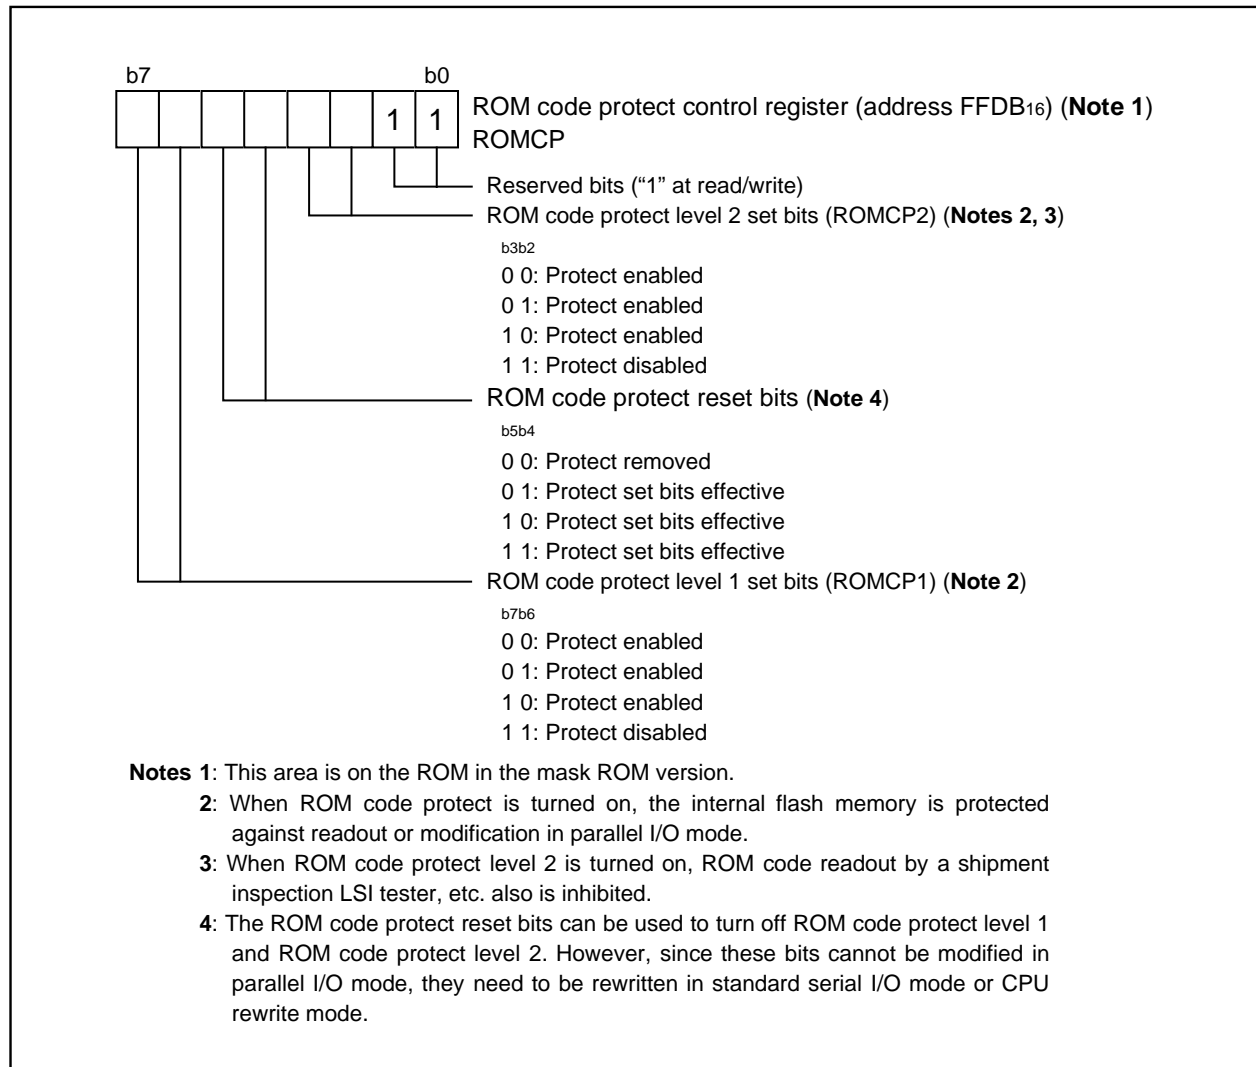 b7 b0
1 1 ROM code protect control register (address FFDB16) (Note 1)
ROMCP
Reserved bits (“1” at read/write)
ROM code protect level 2 set bits (ROMCP2) (Notes 2, 3)
b3b2
0 0: Protect enabled
0 1: Protect enabled
1 0: Protect enabled
1 1: Protect disabled
ROM code protect reset bits (Note 4)
b5b4
0 0: Protect removed
0 1: Protect set bits effective
1 0: Protect set bits effective
1 1: Protect set bits effective
ROM code protect level 1 set bits (ROMCP1) (Note 2)
b7b6
0 0: Protect enabled
0 1: Protect enabled
1 0: Protect enabled
1 1: Protect disabled
Notes 1: This area is on the ROM in the mask ROM version.
2: When ROM code protect is turned on, the internal flash memory is protected
against readout or modification in parallel I/O mode.
3: When ROM code protect level 2 is turned on, ROM code readout by a shipment
inspection LSI tester, etc. also is inhibited.
4: The ROM code protect reset bits can be used to turn off ROM code protect level 1
and ROM code protect level 2. However, since these bits cannot be modified in
parallel I/O mode, they need to be rewritten in standard serial I/O mode or CPU
rewrite mode.